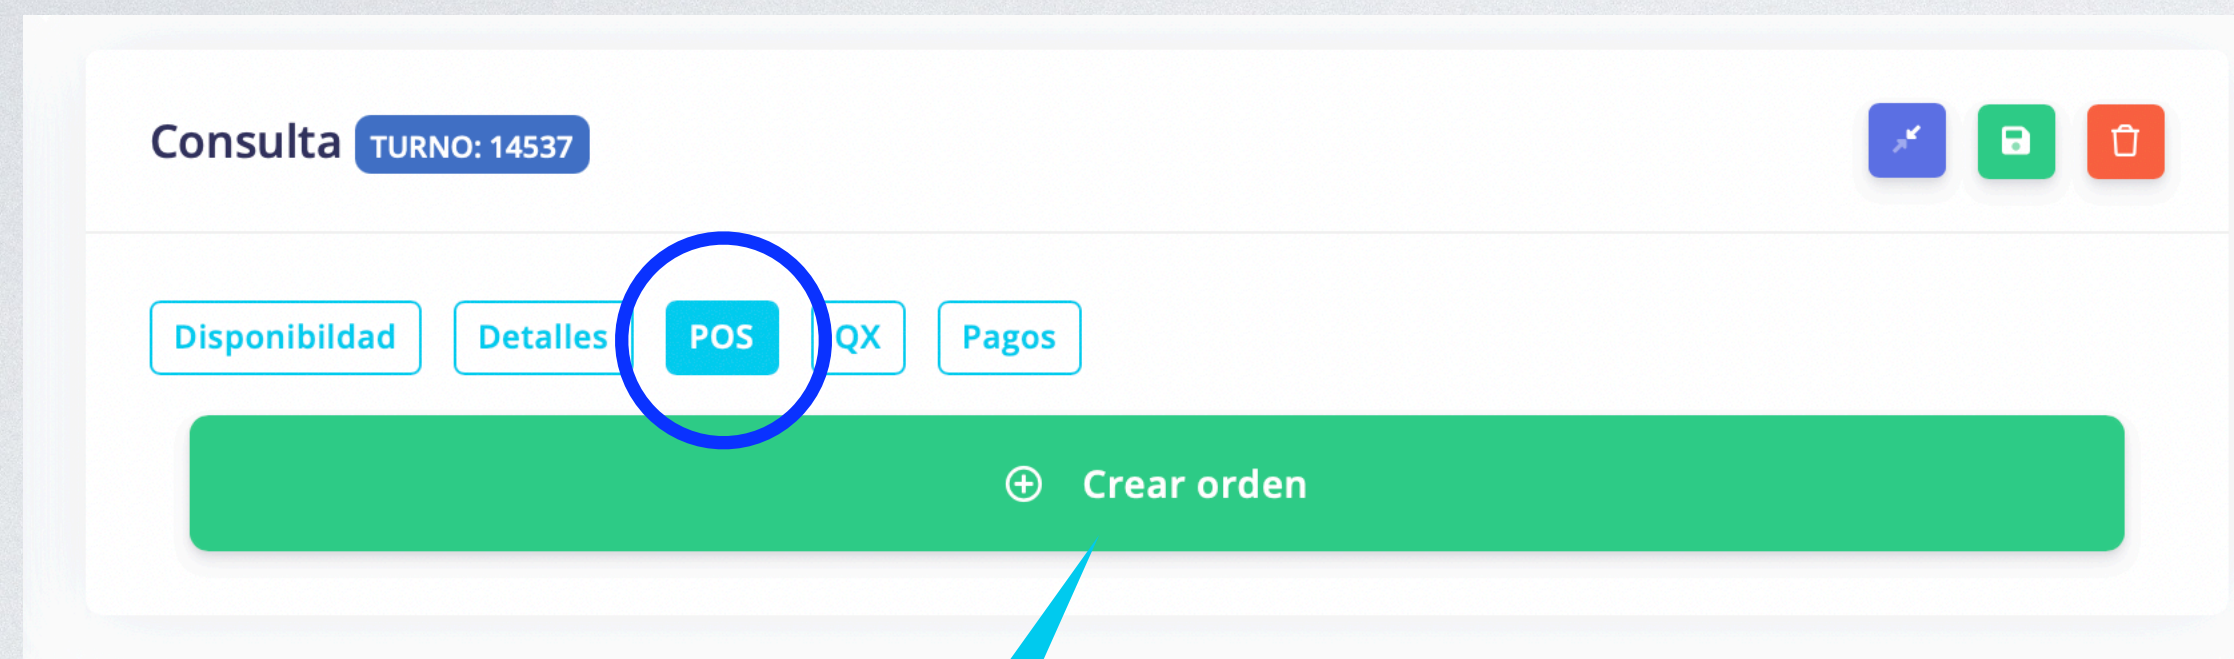 Consulta TURNO: 14537
Disponibildad Detalles POS QX Pagos
Crear orden